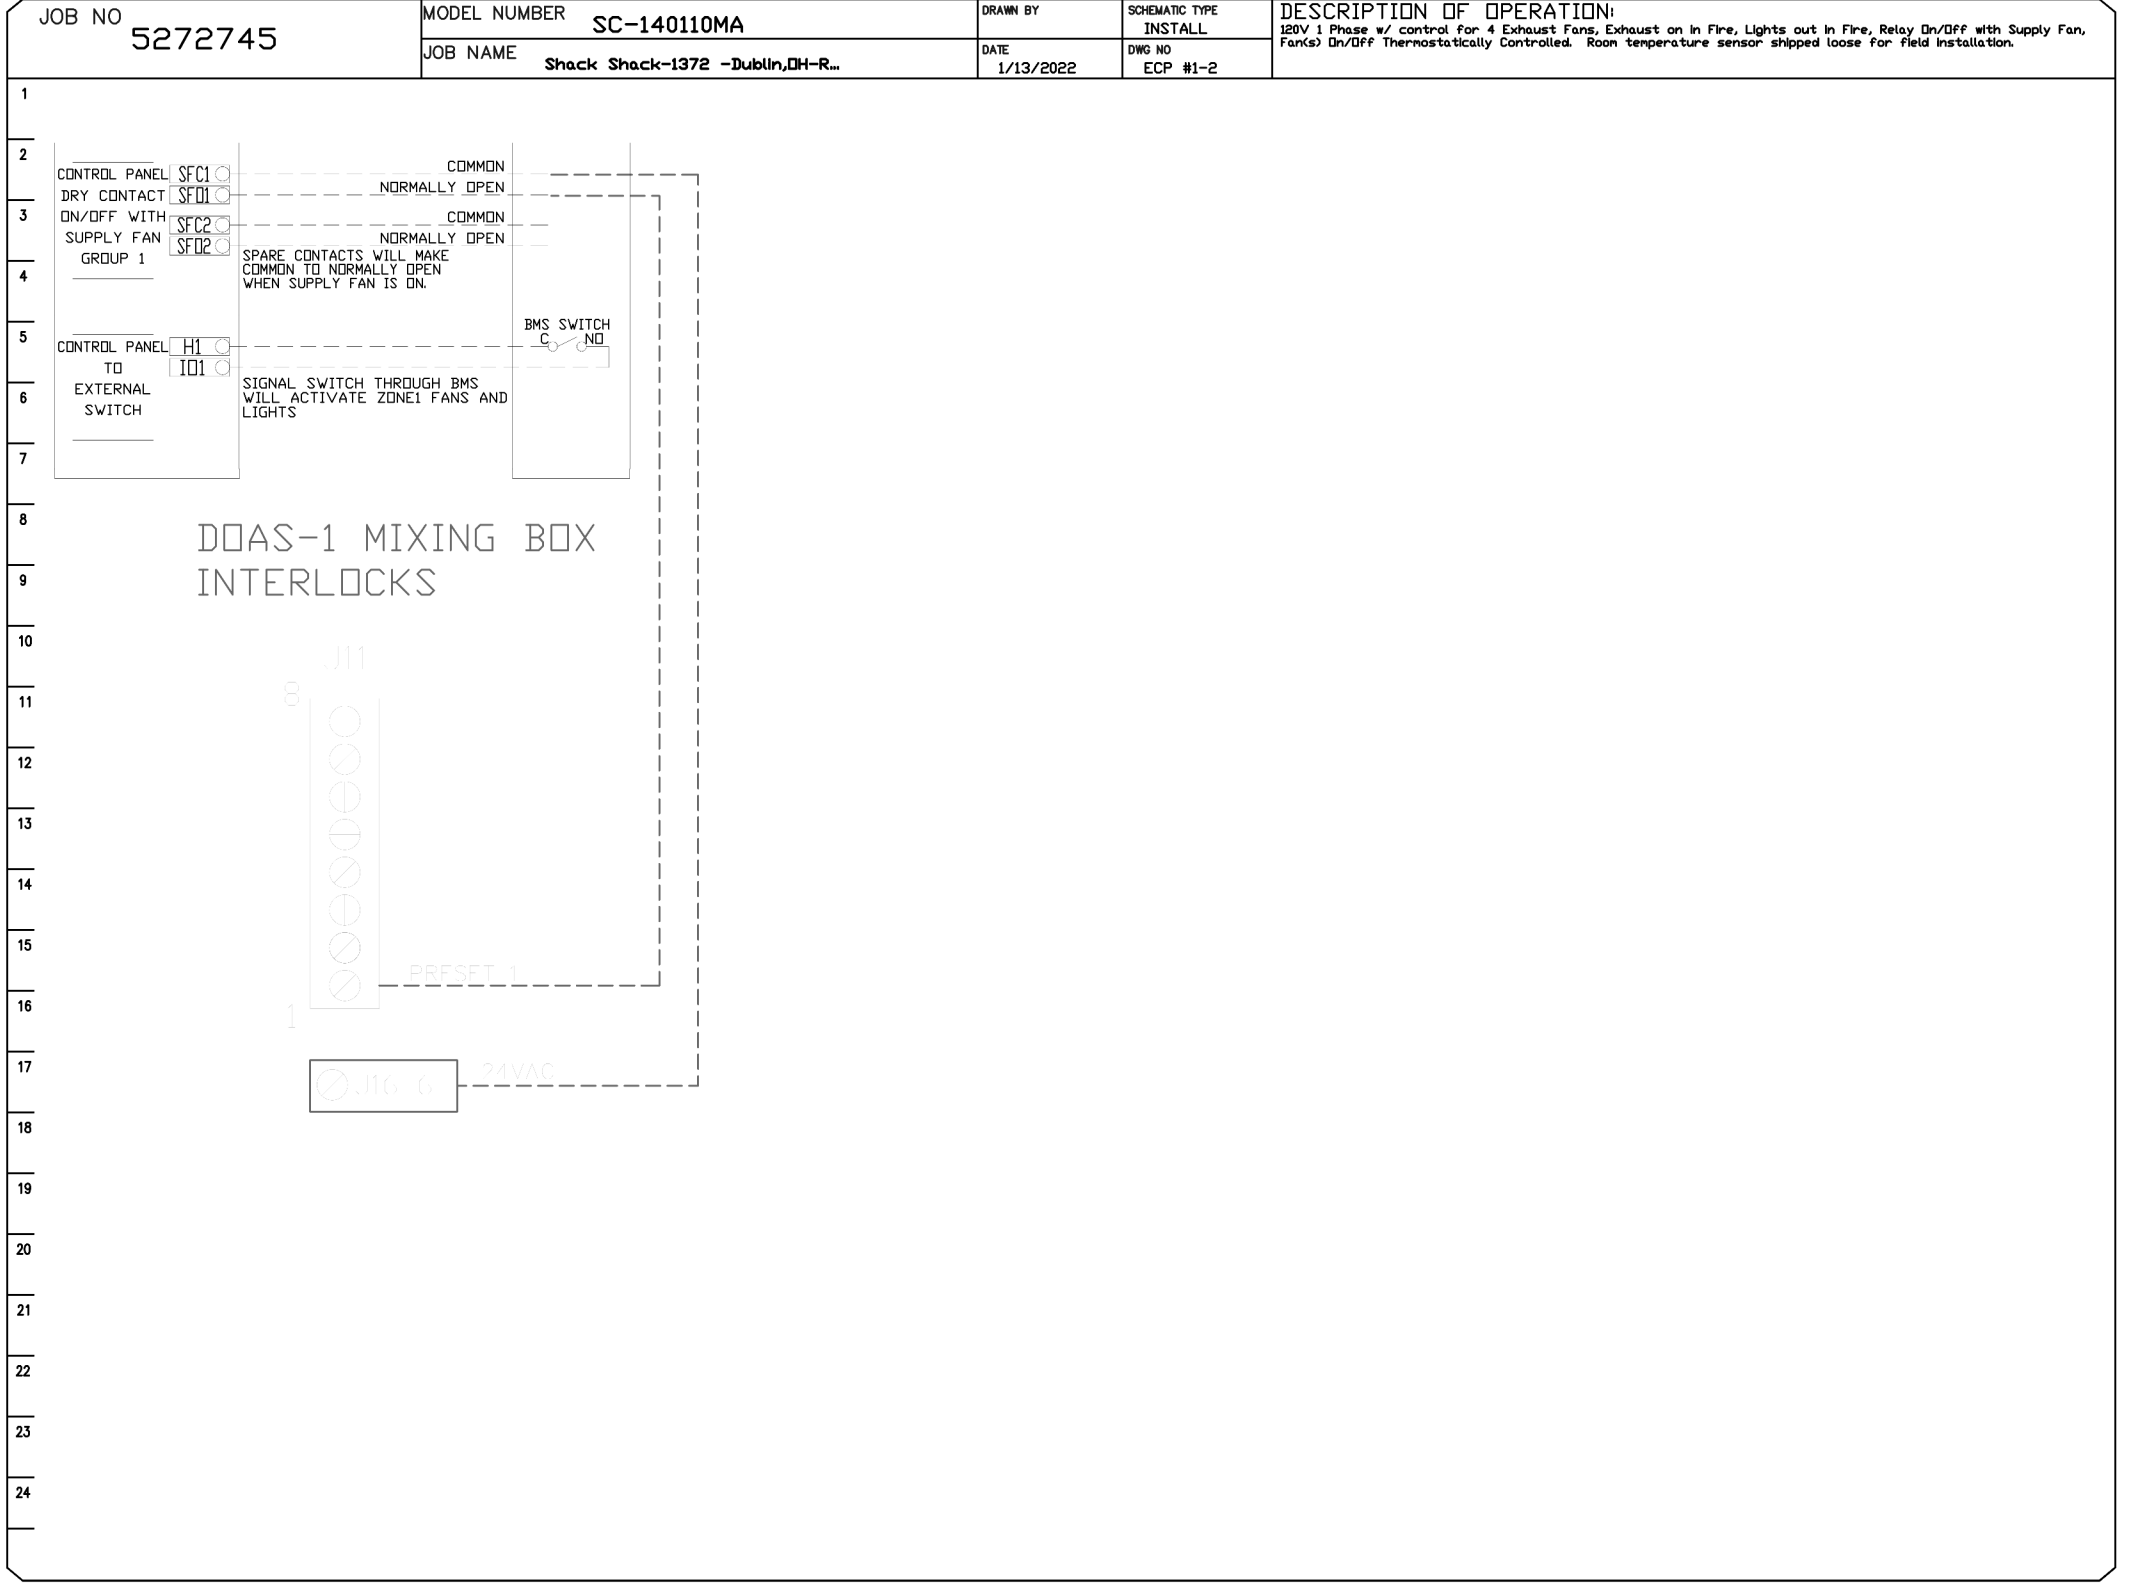 JOB NO
5272745
MODEL NUMBER
SC-140110MA
JOB NAME
Shack Shack-1372 -Dublin,OH-R...
DRAWN BY
DATE
1/13/2022
SCHEMATIC TYPE
INSTALL
DWG NO
ECP #1-2
DESCRIPTION OF OPERATION:
120V 1 Phase w/ control for 4 Exhaust Fans, Exhaust on in Fire, Lights out in Fire, Relay On/Off with Supply Fan,
Fan(s) On/Off Thermostatically Controlled. Room temperature sensor shipped loose for field installation.
1
2
3
4
5
6
7
8
9
10
11
12
13
14
15
16
17
18
19
20
21
22
23
24
CONTROL PANEL
DRY CONTACT
ON/OFF WITH
SUPPLY FAN
GROUP 1
SFC1
SFO1
SFC2
SFO2
COMMON
NORMALLY OPEN
COMMON
NORMALLY OPEN
SPARE CONTACTS WILL MAKE
COMMON TO NORMALLY OPEN
WHEN SUPPLY FAN IS ON.
CONTROL PANEL
TO
EXTERNAL
SWITCH
H1
IO1
BMS SWITCH
C NO
SIGNAL SWITCH THROUGH BMS
WILL ACTIVATE ZONE1 FANS AND
LIGHTS
DOAS-1 MIXING BOX
INTERLOCKS
J11
8
PRESET 1
1
24VAC
J16 6